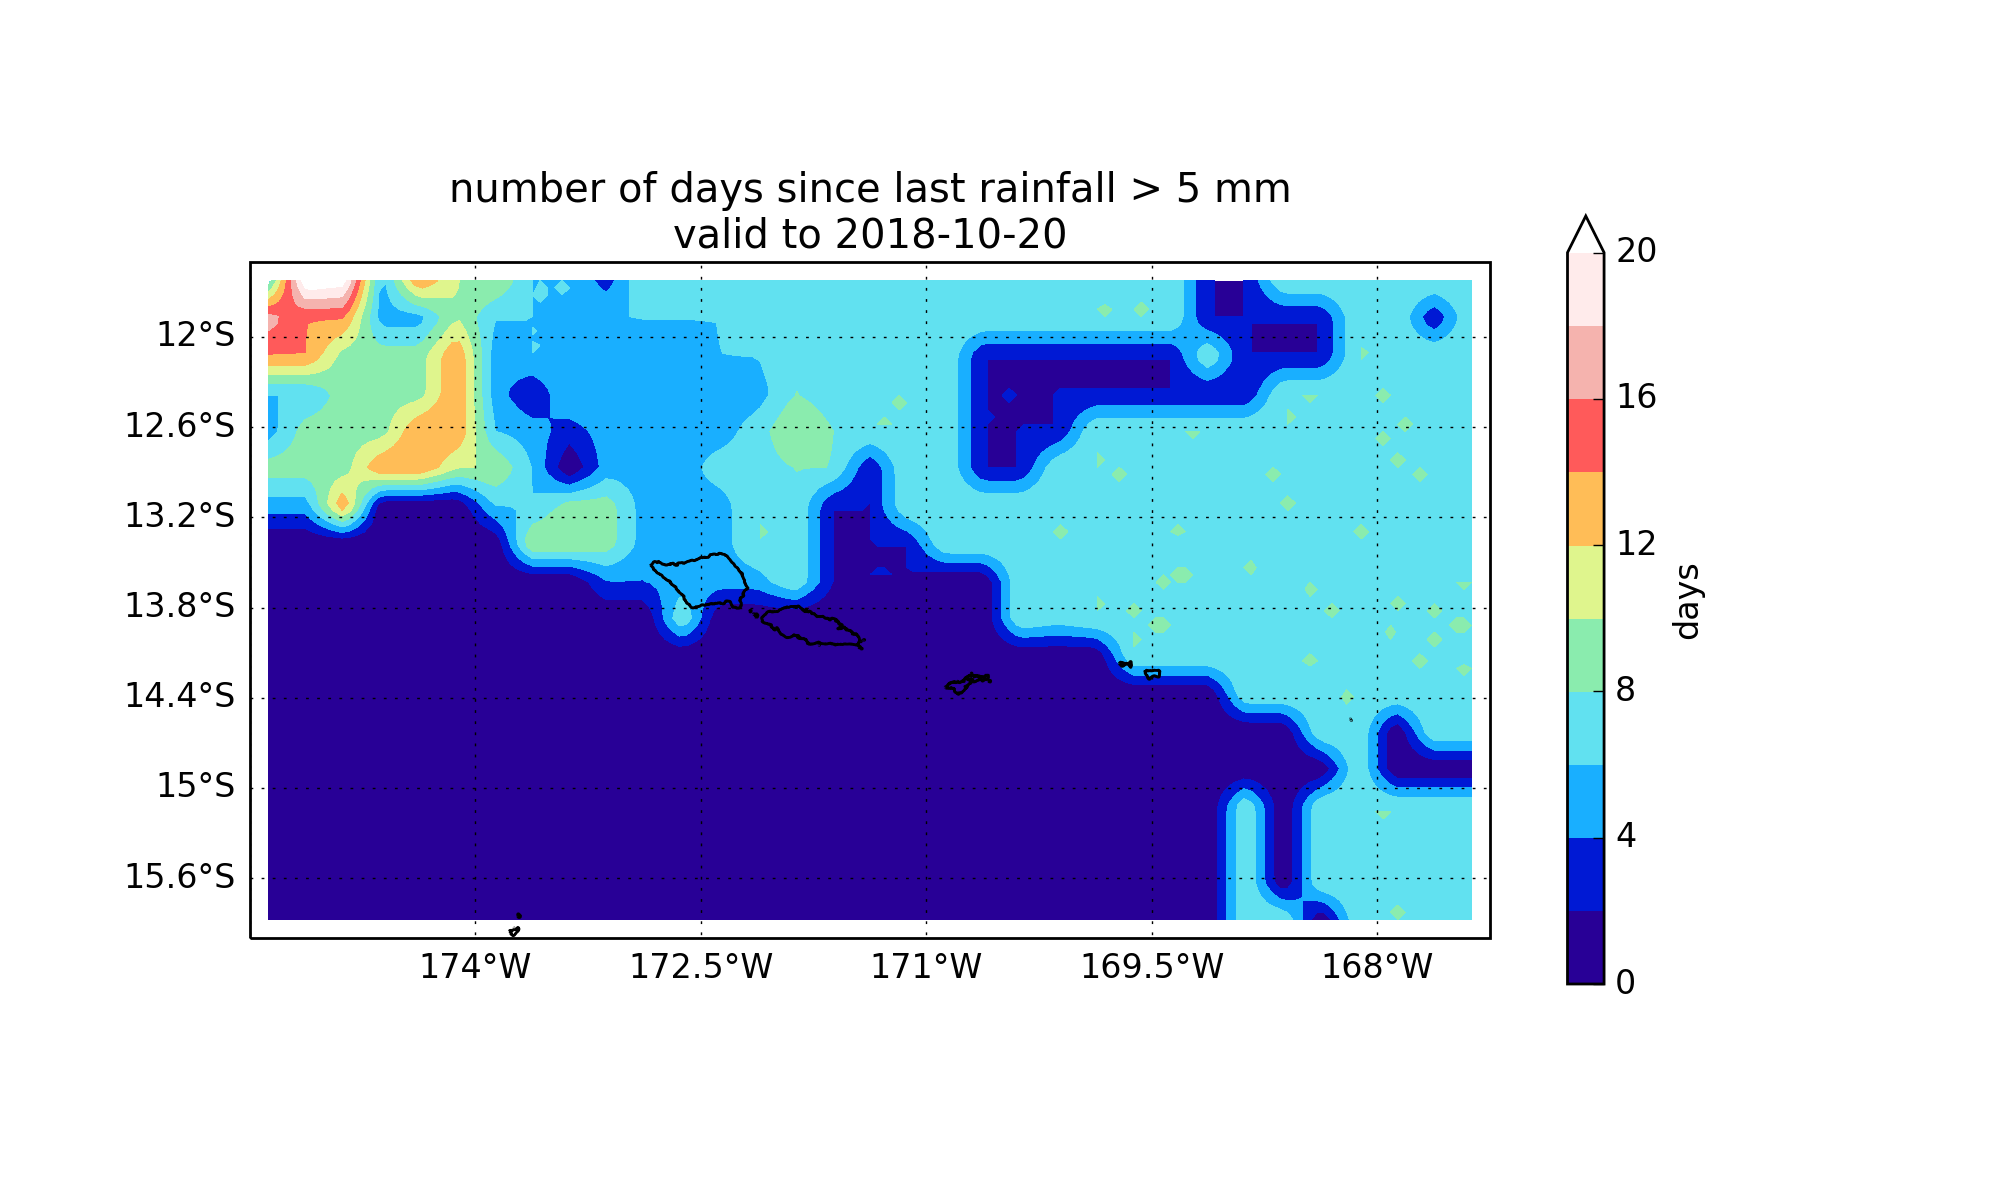 number of days since last rainfall > 5 mm
valid to 2018-10-20
12°S
12.6°S
13.2°S
13.8°S
14.4°S
15°S
15.6°S
174°W
172.5°W
171°W
169.5°W
168°W
20
16
12
8
4
0
days